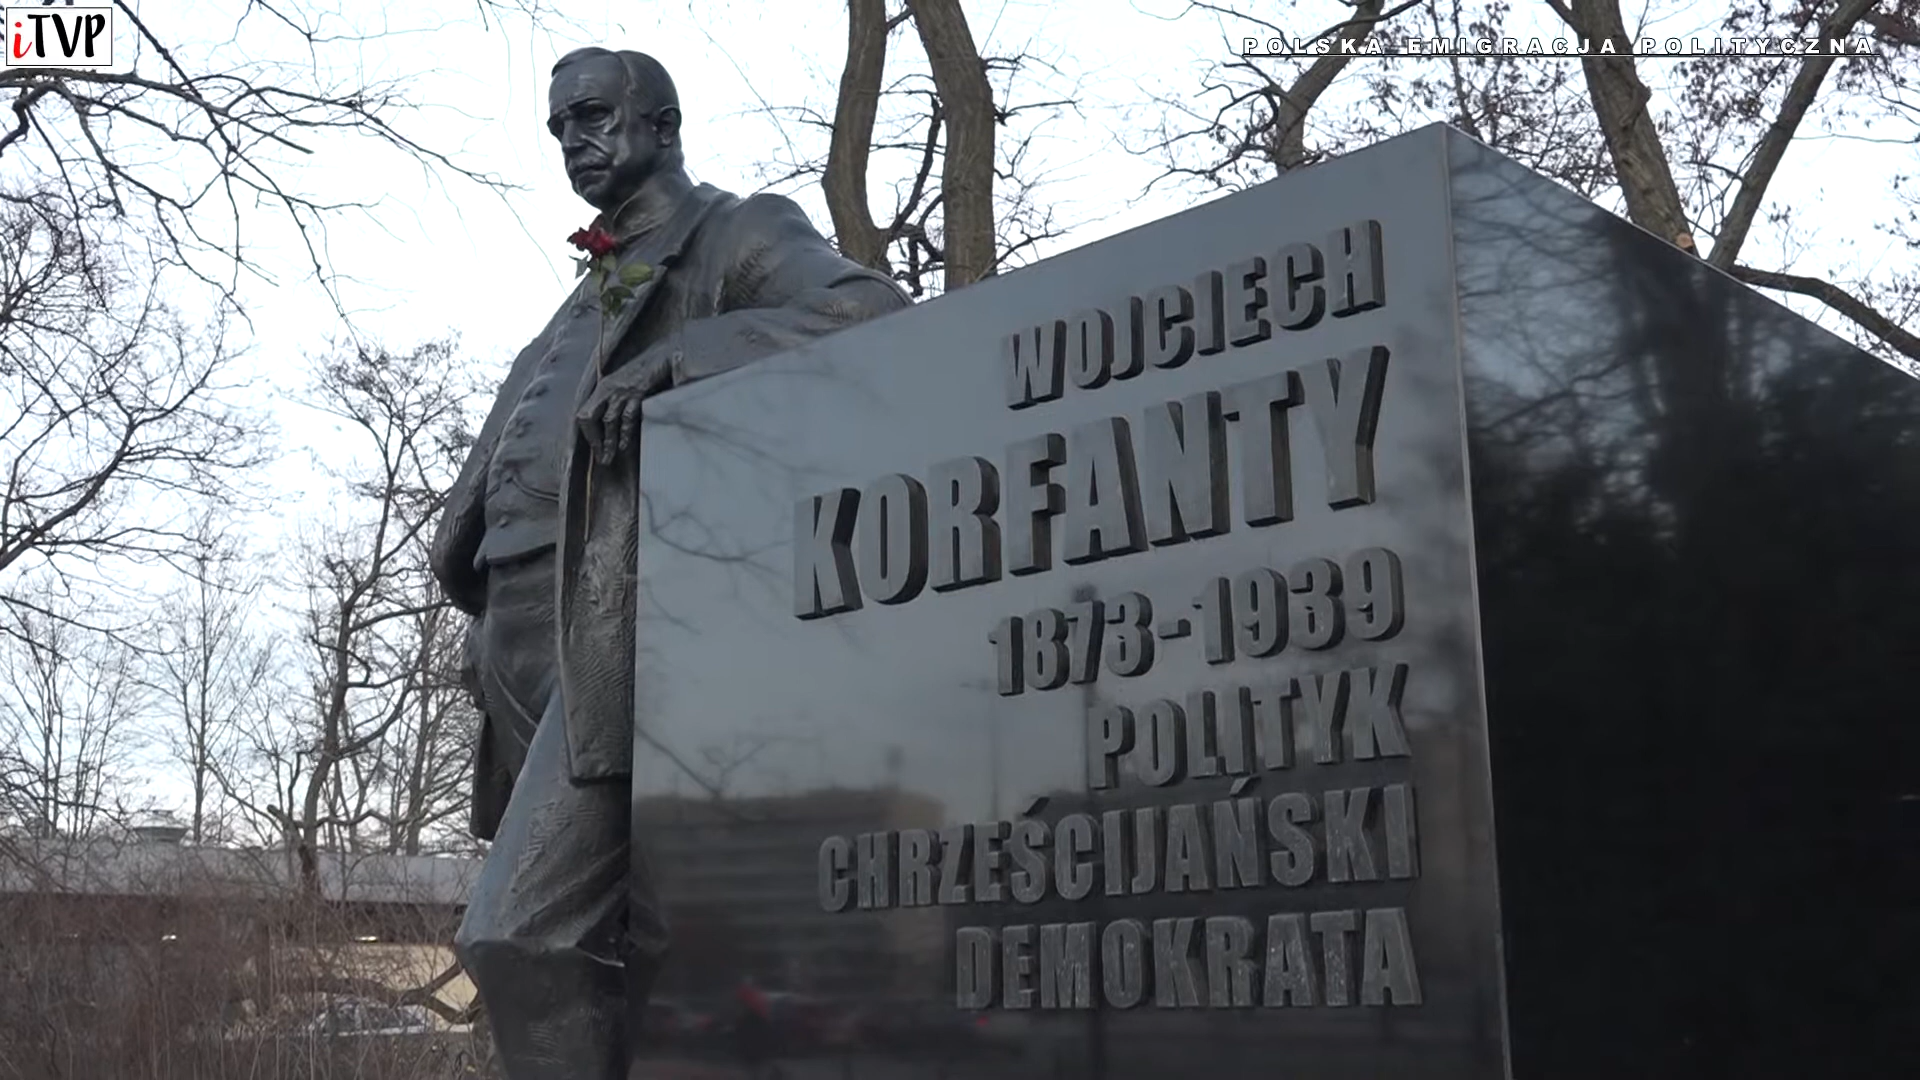 iTVP
POLSKA EMIGRACJA POLITYCZNA
WOJCIECH
KORFANTY
1873-1939
POLITYK
CHRZEŚCIJAŃSKI
DEMOKRATA